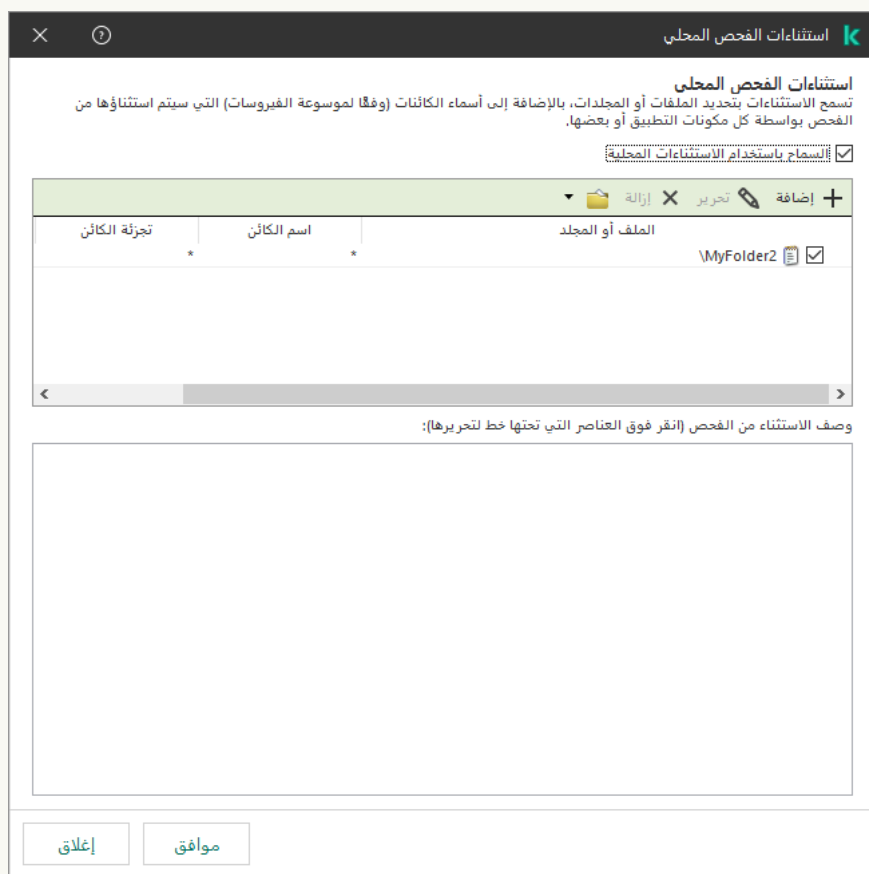 استثناءات الفحص المحلي
استثناءات الفحص المحلي
تسمح الاستثناءات بتحديد الملفات أو المجلدات، بالإضافة إلى أسماء الكائنات (وفقًا لموسوعة الفيروسات) التي سيتم استثناؤها من
الفحص بواسطة كل مكونات التطبيق أو بعضها.
السماح باستخدام الاستثناءات المحلية
إضافة تحرير إزالة
الملف أو المجلد اسم الكائن تجزئة الكائن
\MyFolder2 * *
وصف الاستثناء من الفحص (انقر فوق العناصر التي تحتها خط لتحريرها):
موافق إغلاق